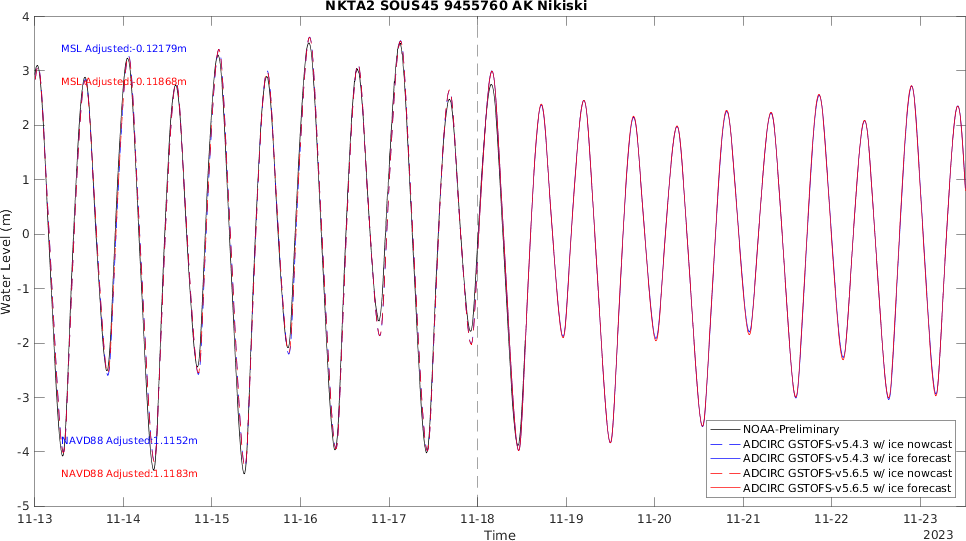 NKTA2 SOUS45 9455760 AK Nikiski
4
3
2
1
0
-1
-2
-3
-4
-5
Water Level (m)
MSL Adjusted:-0.12179m
MSL Adjusted:-0.11868m
NAVD88 Adjusted:1.1152m
NAVD88 Adjusted:1.1183m
NOAA-Preliminary
ADCIRC GSTOFS-v5.4.3 w/ ice nowcast
ADCIRC GSTOFS-v5.4.3 w/ ice forecast
ADCIRC GSTOFS-v5.6.5 w/ ice nowcast
ADCIRC GSTOFS-v5.6.5 w/ ice forecast
11-13 11-14 11-15 11-16 11-17 11-18 11-19 11-20 11-21 11-22 11-23
Time
2023